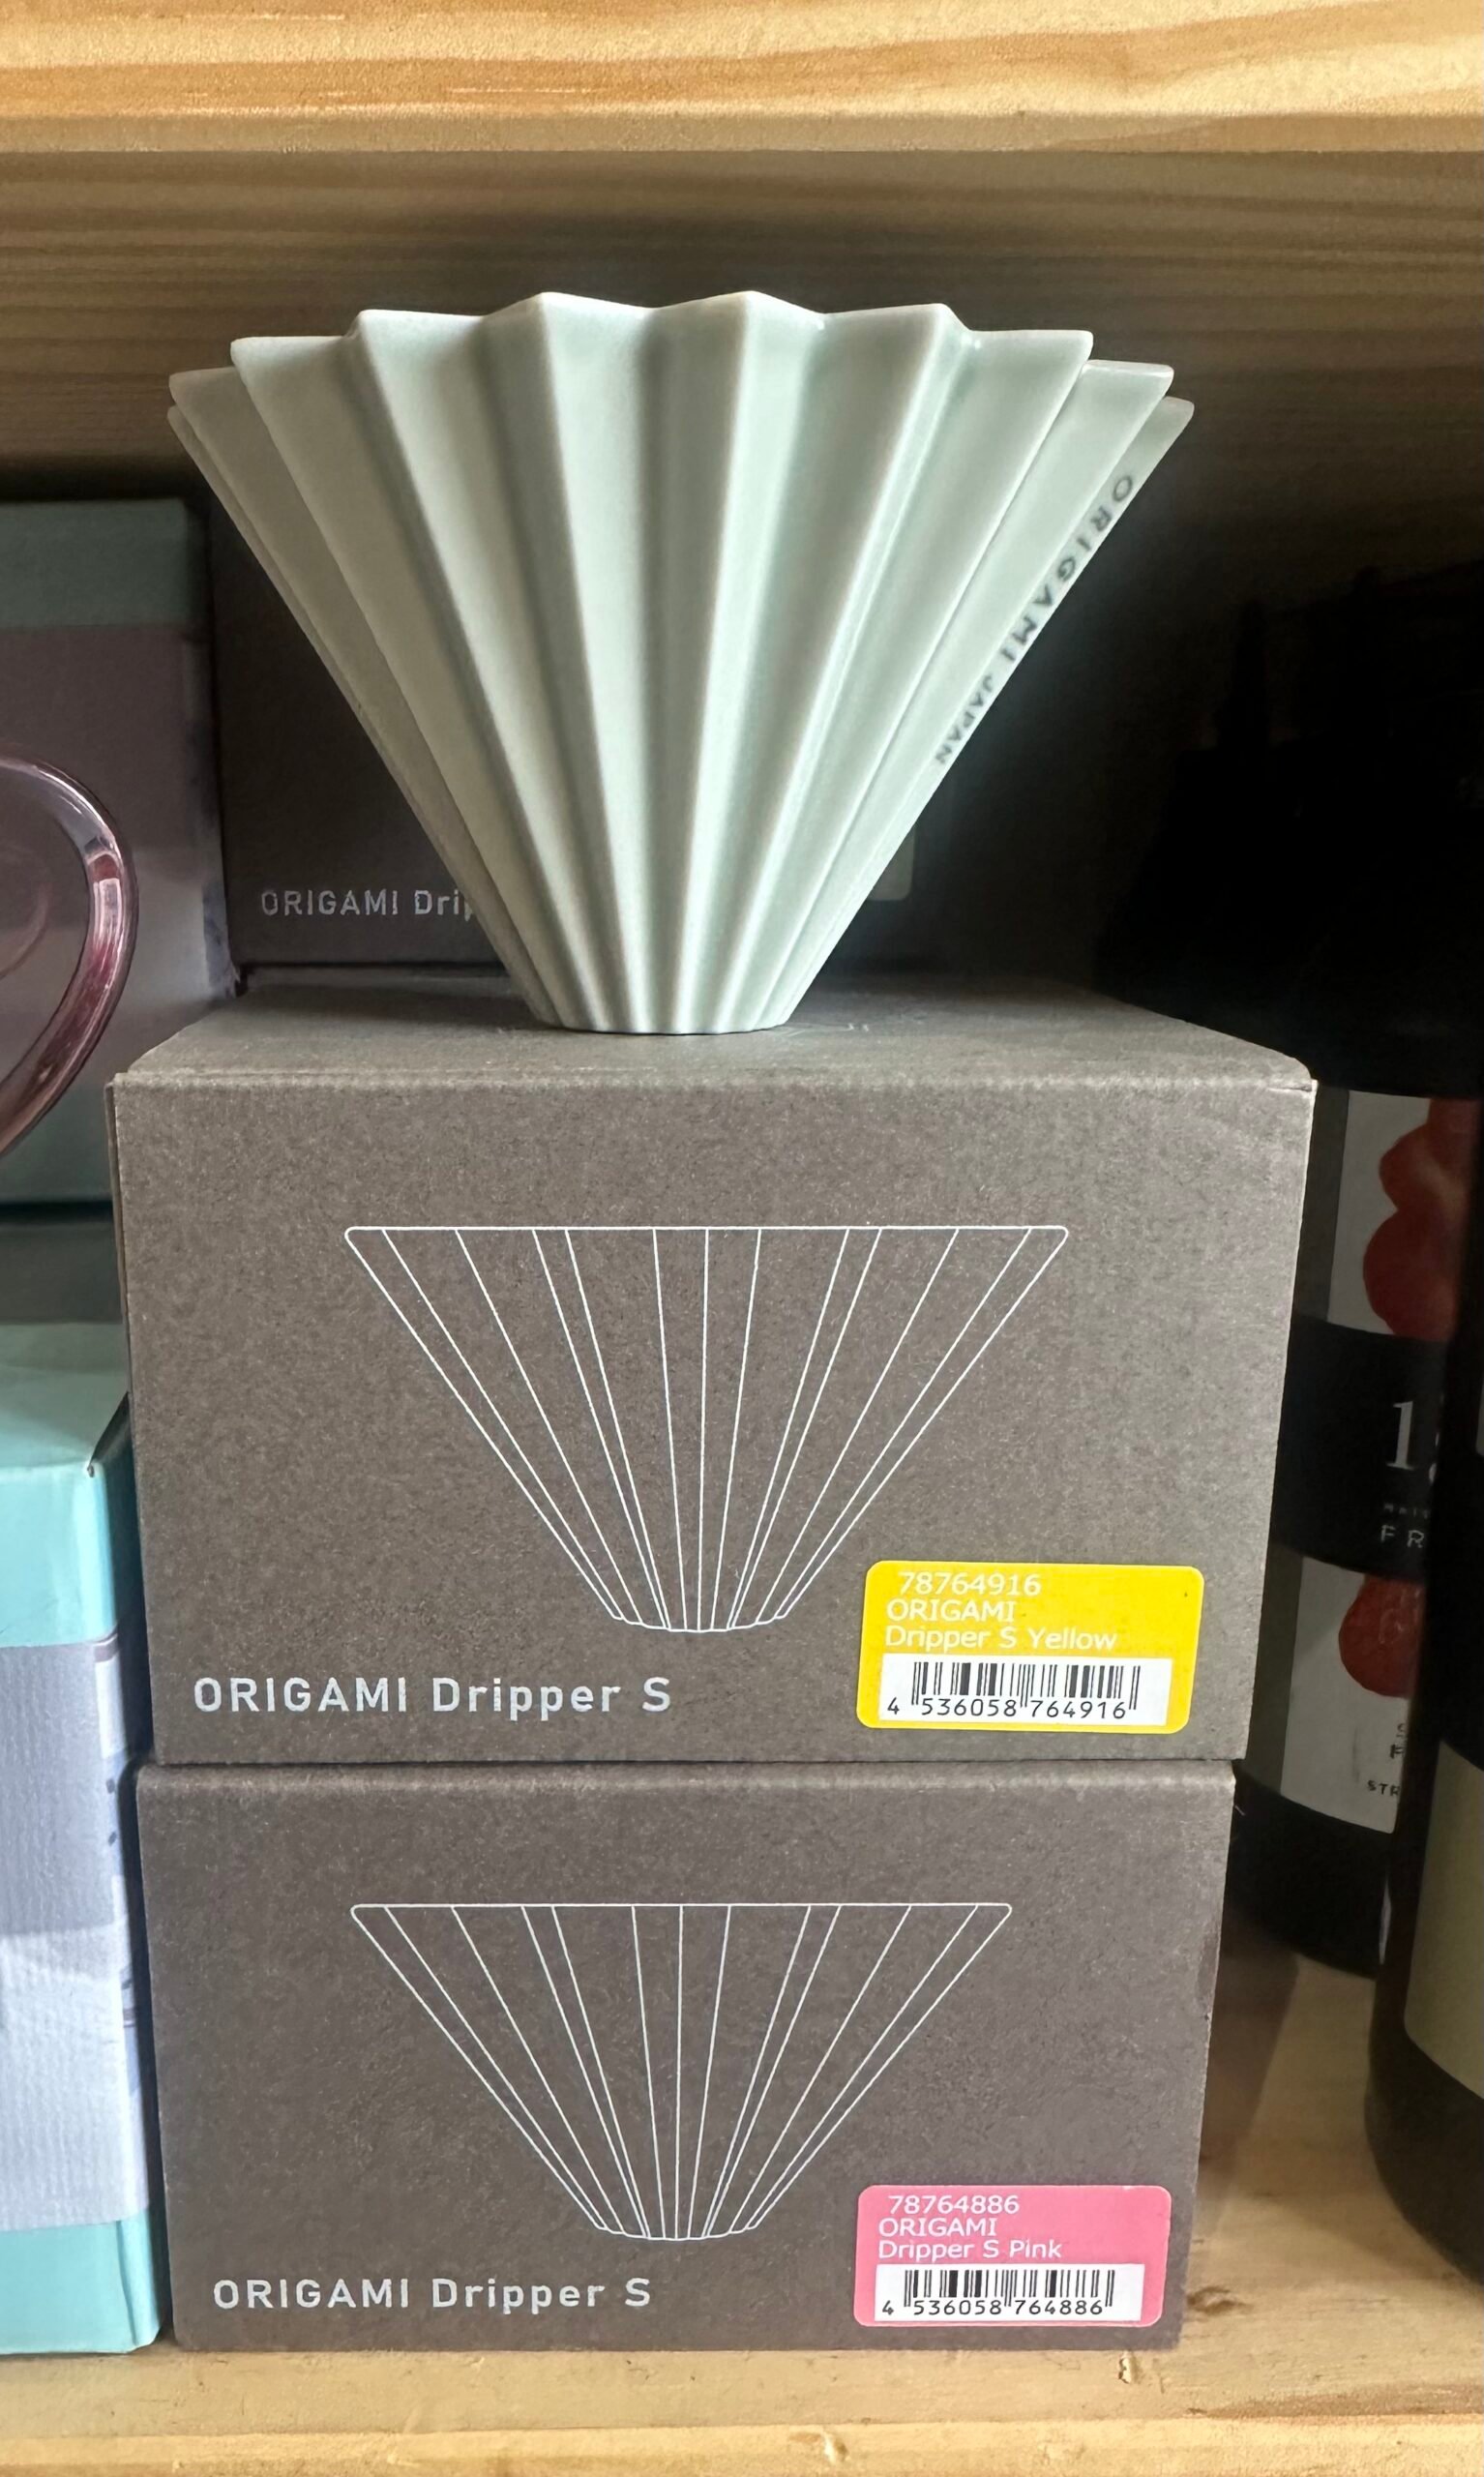 ORIGAMI JAPAN
ORIGAMI Drip
78764916
ORIGAMI
Dripper S Yellow
4 536058 764916
ORIGAMI Dripper S
78764886
ORIGAMI
Dripper S Pink
4 536058 764886
ORIGAMI Dripper S